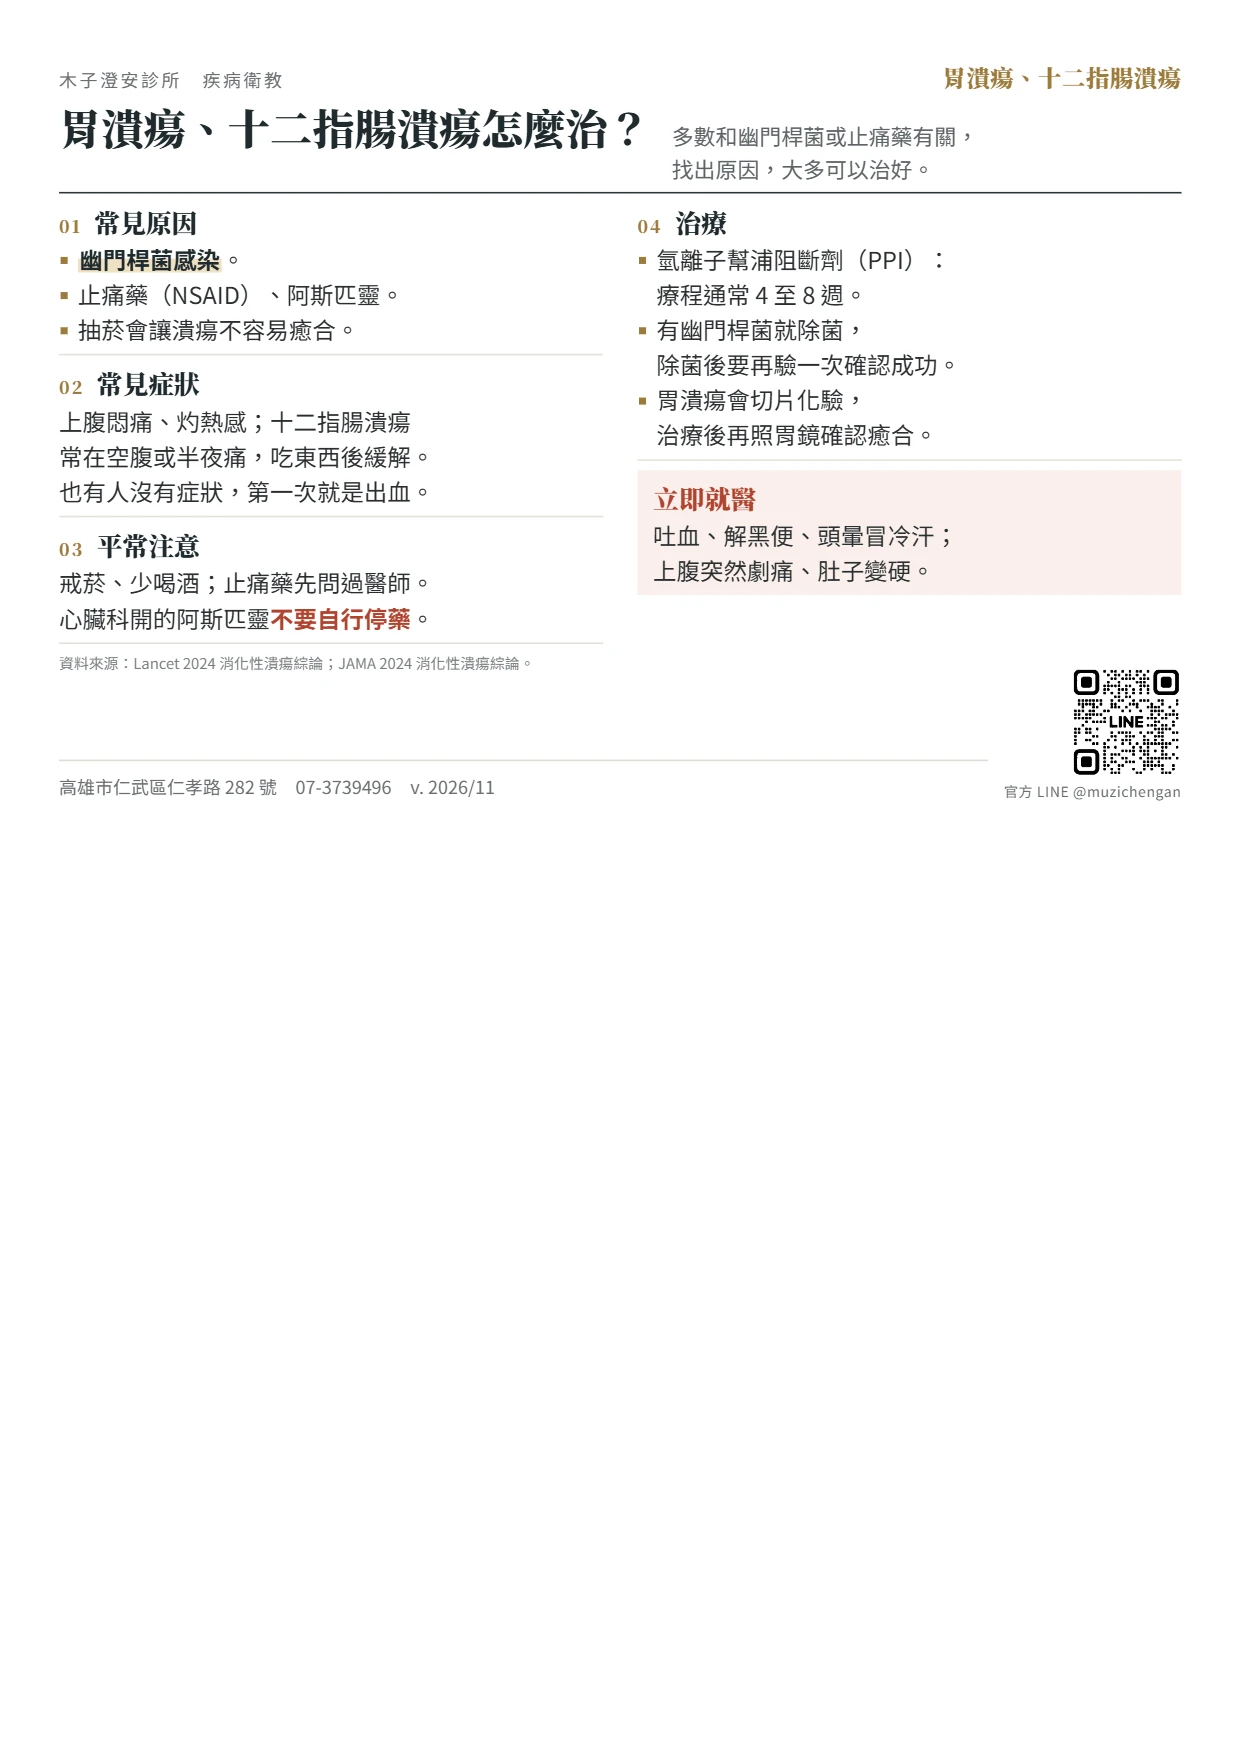 木子澄安診所　疾病衛教
胃潰瘍、十二指腸潰瘍
胃潰瘍、十二指腸潰瘍怎麼治？
多數和幽門桿菌或止痛藥有關，
找出原因，大多可以治好。
01 常見原因
▪ 幽門桿菌感染。
▪ 止痛藥（NSAID）、阿斯匹靈。
▪ 抽菸會讓潰瘍不容易癒合。
02 常見症狀
上腹悶痛、灼熱感；十二指腸潰瘍
常在空腹或半夜痛，吃東西後緩解。
也有人沒有症狀，第一次就是出血。
03 平常注意
戒菸、少喝酒；止痛藥先問過醫師。
心臟科開的阿斯匹靈不要自行停藥。
資料來源：Lancet 2024 消化性潰瘍綜論；JAMA 2024 消化性潰瘍綜論。
04 治療
▪ 氫離子幫浦阻斷劑（PPI）：
療程通常 4 至 8 週。
▪ 有幽門桿菌就除菌，
除菌後要再驗一次確認成功。
▪ 胃潰瘍會切片化驗，
治療後再照胃鏡確認癒合。
立即就醫
吐血、解黑便、頭暈冒冷汗；
上腹突然劇痛、肚子變硬。
LINE
高雄市仁武區仁孝路 282 號　07-3739496　v. 2026/11
官方 LINE @muzichengan